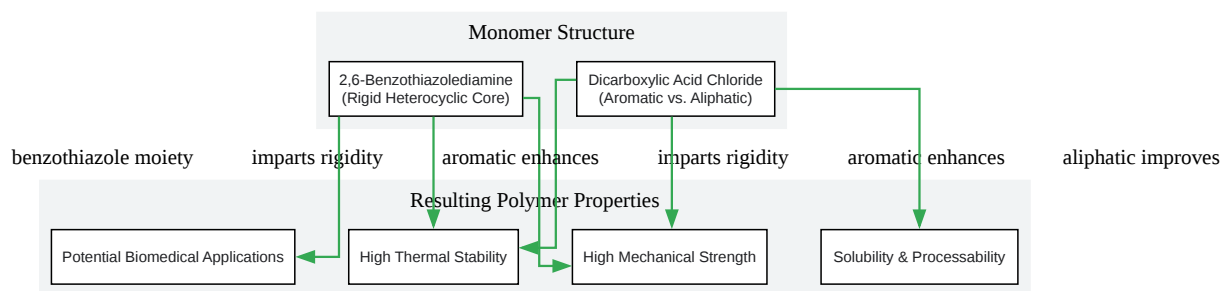 Monomer Structure
2,6-Benzothiazolediamine
(Rigid Heterocyclic Core)
Dicarboxylic Acid Chloride
(Aromatic vs. Aliphatic)
benzothiazole moiety
imparts rigidity
aromatic enhances
imparts rigidity
aromatic enhances
aliphatic improves
Resulting Polymer Properties
Potential Biomedical Applications
High Thermal Stability
High Mechanical Strength
Solubility & Processability